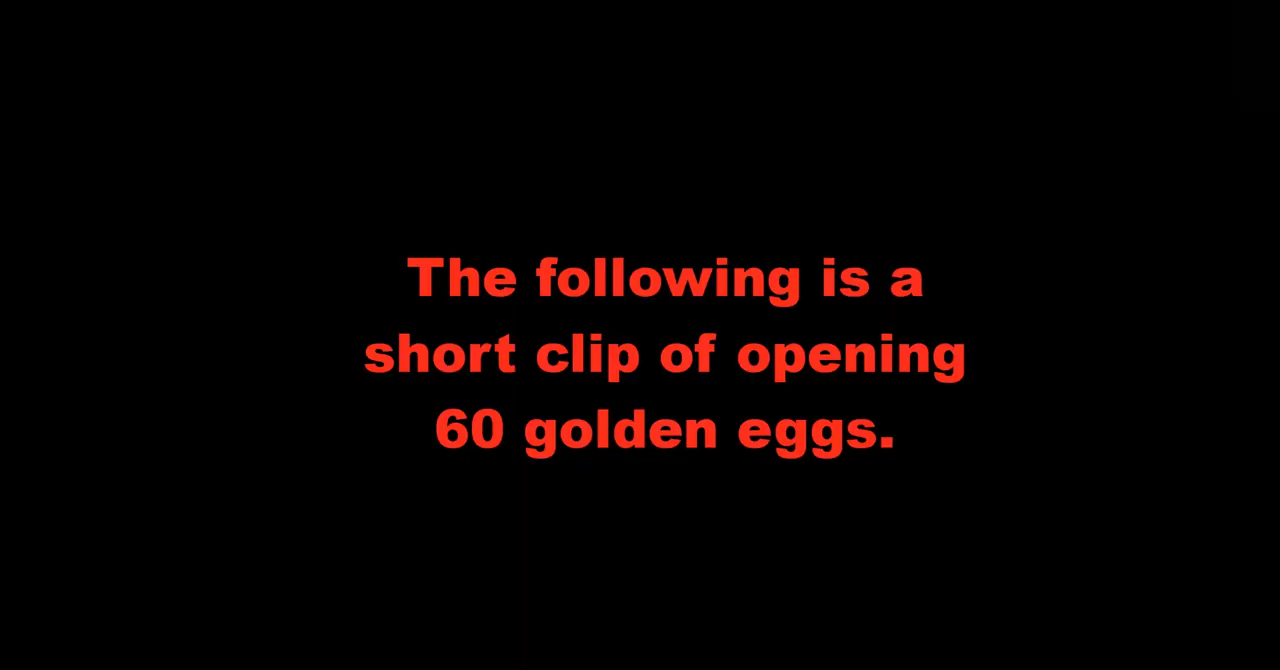 The following is a
short clip of opening
60 golden eggs.